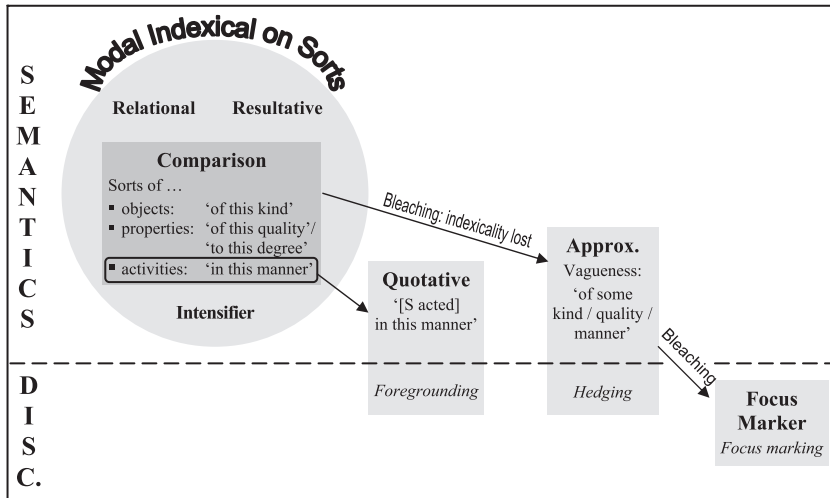 Modal Indexical on Sorts
SEMANTICS
Relational Resultative
Comparison
Sorts of …
▪ objects: ‘of this kind’
▪ properties: ‘of this quality’/
‘to this degree’
▪ activities: ‘in this manner’
Intensifier
Bleaching: indexicality lost
Quotative
‘[S acted]
in this manner’
Approx.
Vagueness:
‘of some
kind / quality /
manner’
Bleaching
DISC.
Foregrounding
Hedging
Focus
Marker
Focus marking